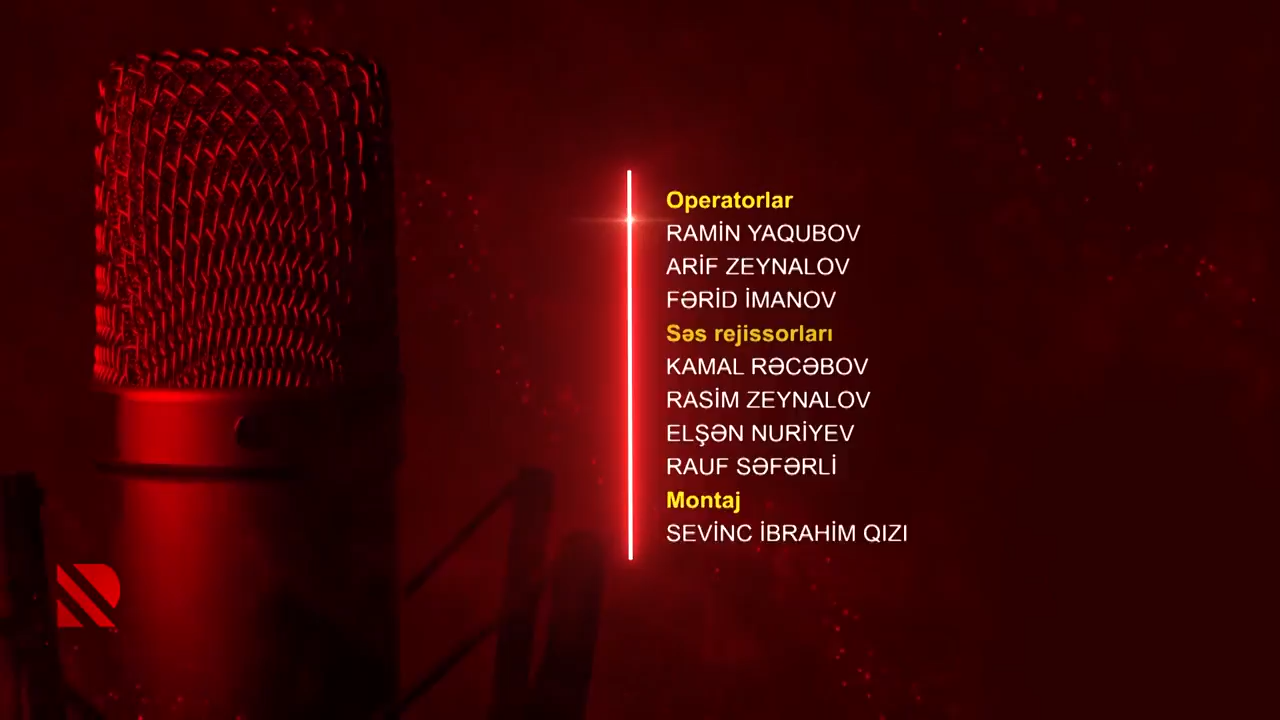 Operatorlar
RAMİN YAQUBOV
ARİF ZEYNALOV
FƏRİD İMANOV
Səs rejissorları
KAMAL RƏCƏBOV
RASİM ZEYNALOV
ELŞƏN NURİYEV
RAUF SƏFƏRLİ
Montaj
SEVİNC İBRAHİM QIZI